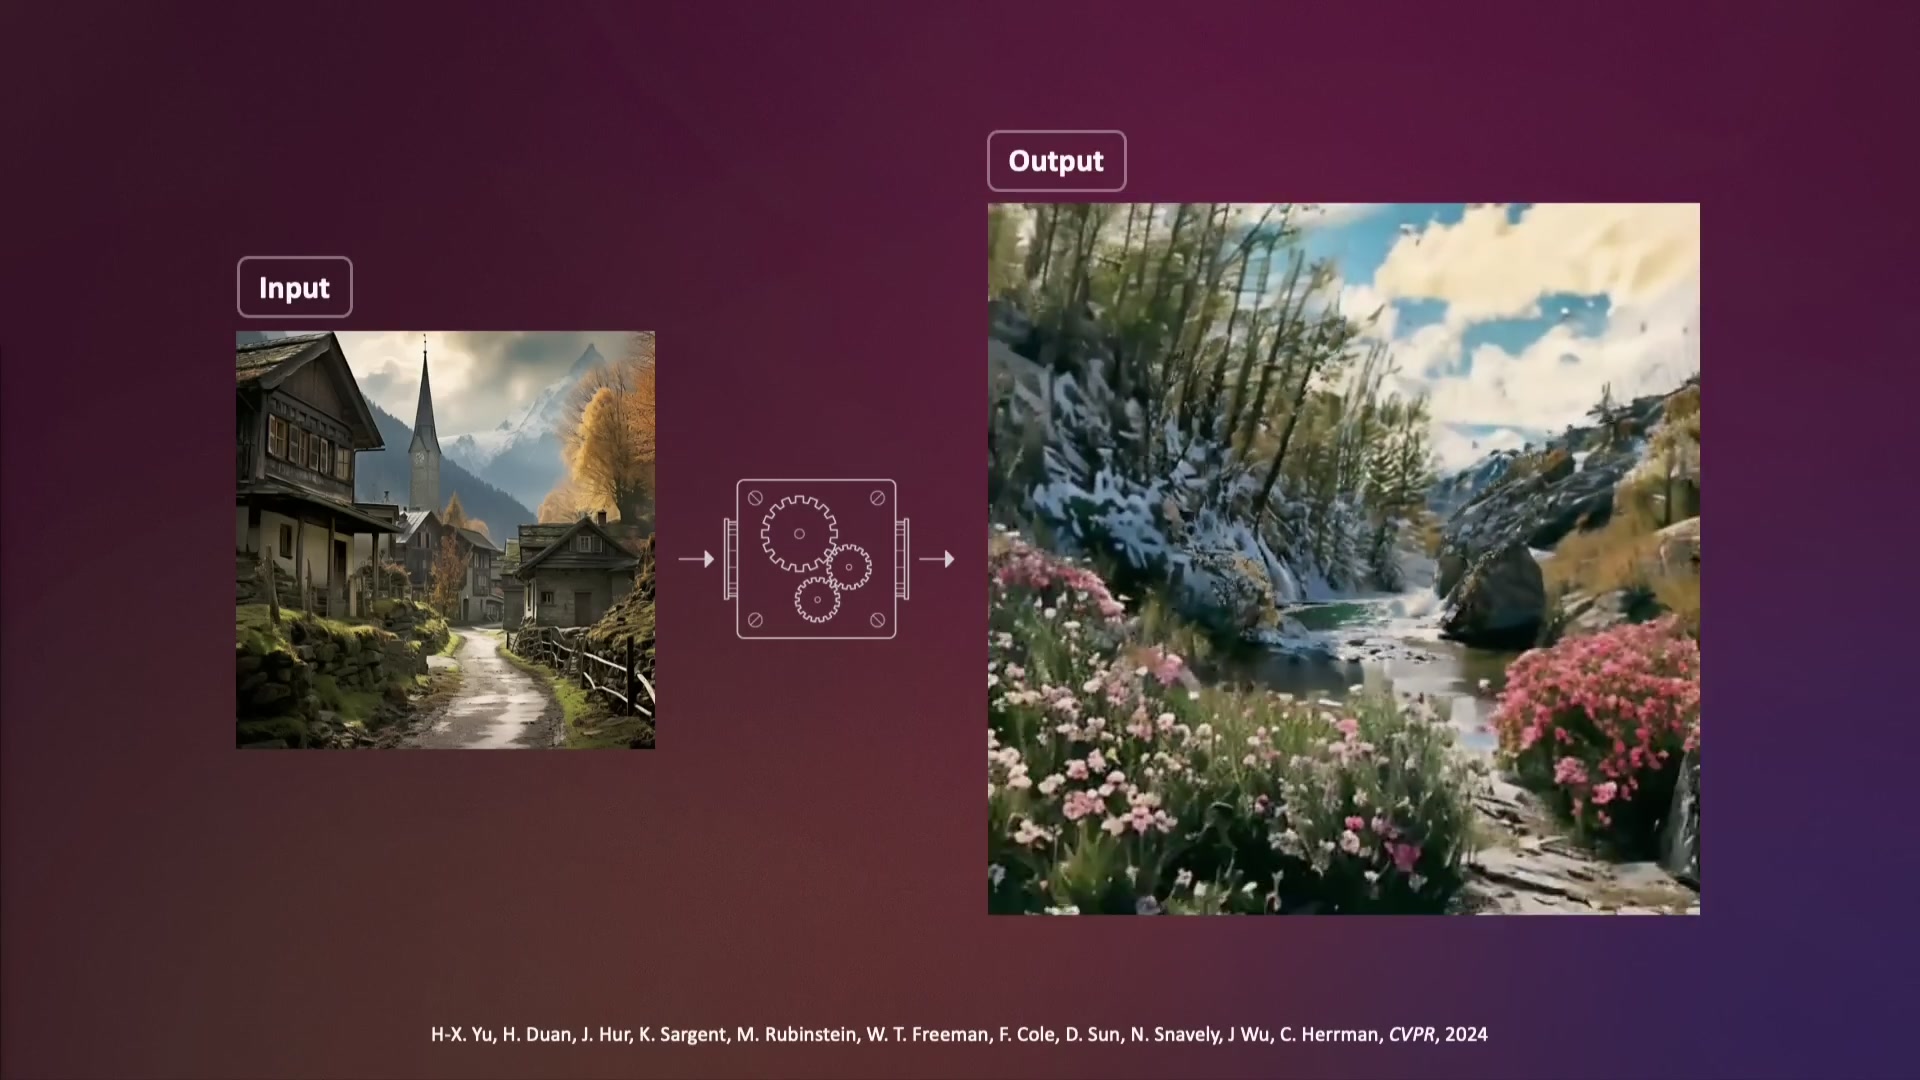 Output
Input
H-X. Yu, H. Duan, J. Hur, K. Sargent, M. Rubinstein, W. T. Freeman, F. Cole, D. Sun, N. Snavely, J Wu, C. Herrman, CVPR, 2024